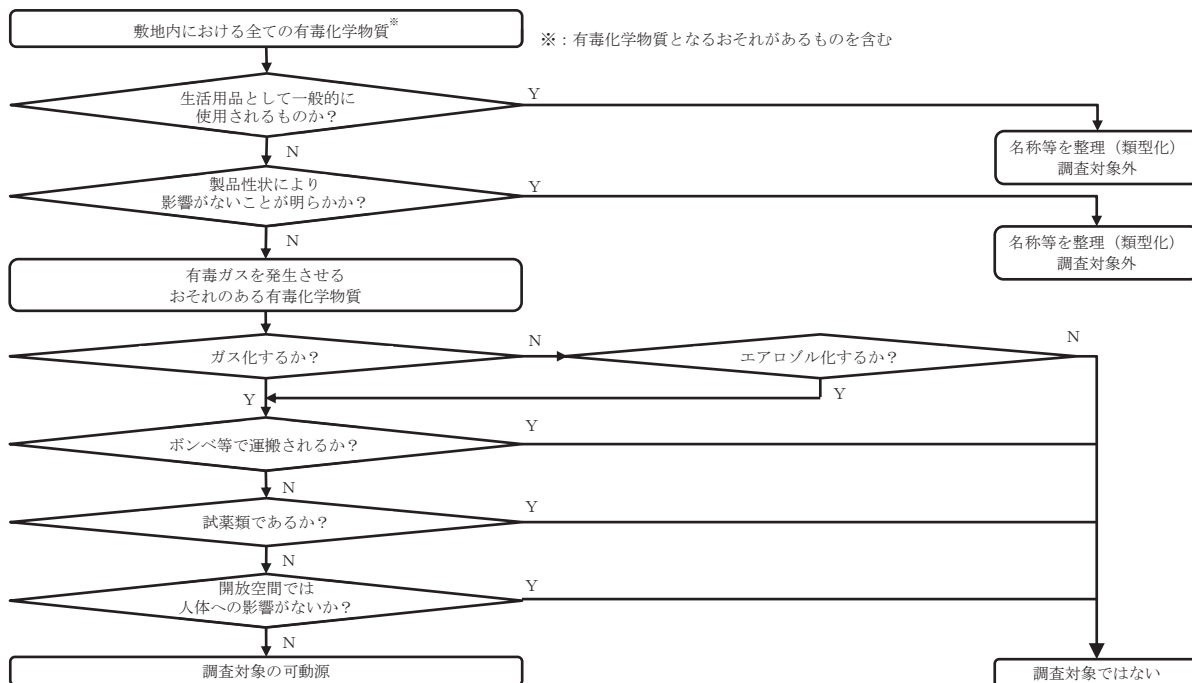 敷地内における全ての有毒化学物質※
※：有毒化学物質となるおそれがあるものを含む
生活用品として一般的に
使用されるものか？
Y
N
名称等を整理（類型化）
調査対象外
製品性状により
影響がないことが明らかか？
Y
N
名称等を整理（類型化）
調査対象外
有毒ガスを発生させる
おそれのある有毒化学物質
ガス化するか？
N
エアロゾル化するか？
N
Y
Y
ボンベ等で運搬されるか？
Y
N
試薬類であるか？
Y
N
開放空間では
人体への影響がないか？
Y
N
調査対象の可動源
調査対象ではない